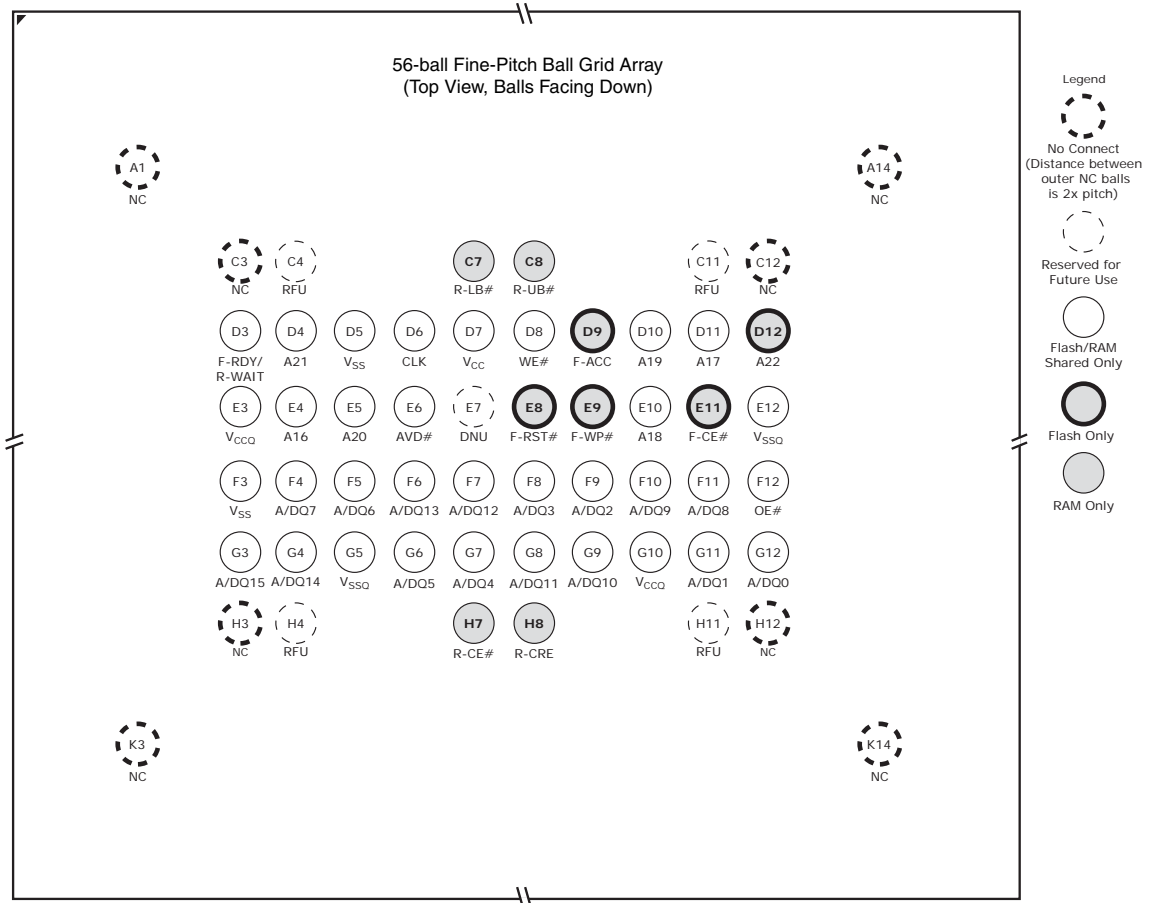 56-ball Fine-Pitch Ball Grid Array
(Top View, Balls Facing Down)
Legend
No Connect
(Distance between
outer NC balls
is 2x pitch)
Reserved for
Future Use
Flash/RAM
Shared Only
Flash Only
RAM Only
A1 A14
NC NC
C3 C4 C7 C8 C11 C12
NC RFU R-LB# R-UB# RFU NC
D3 D4 D5 D6 D7 D8 D9 D10 D11 D12
F-RDY/ A21 VSS CLK VCC WE# F-ACC A19 A17 A22
R-WAIT
E3 E4 E5 E6 E7 E8 E9 E10 E11 E12
VCCQ A16 A20 AVD# DNU F-RST# F-WP# A18 F-CE# VSSQ
F3 F4 F5 F6 F7 F8 F9 F10 F11 F12
VSS A/DQ7 A/DQ6 A/DQ13 A/DQ12 A/DQ3 A/DQ2 A/DQ9 A/DQ8 OE#
G3 G4 G5 G6 G7 G8 G9 G10 G11 G12
A/DQ15 A/DQ14 VSSQ A/DQ5 A/DQ4 A/DQ11 A/DQ10 VCCQ A/DQ1 A/DQ0
H3 H4 H7 H8 H11 H12
NC RFU R-CE# R-CRE RFU NC
K3 K14
NC NC